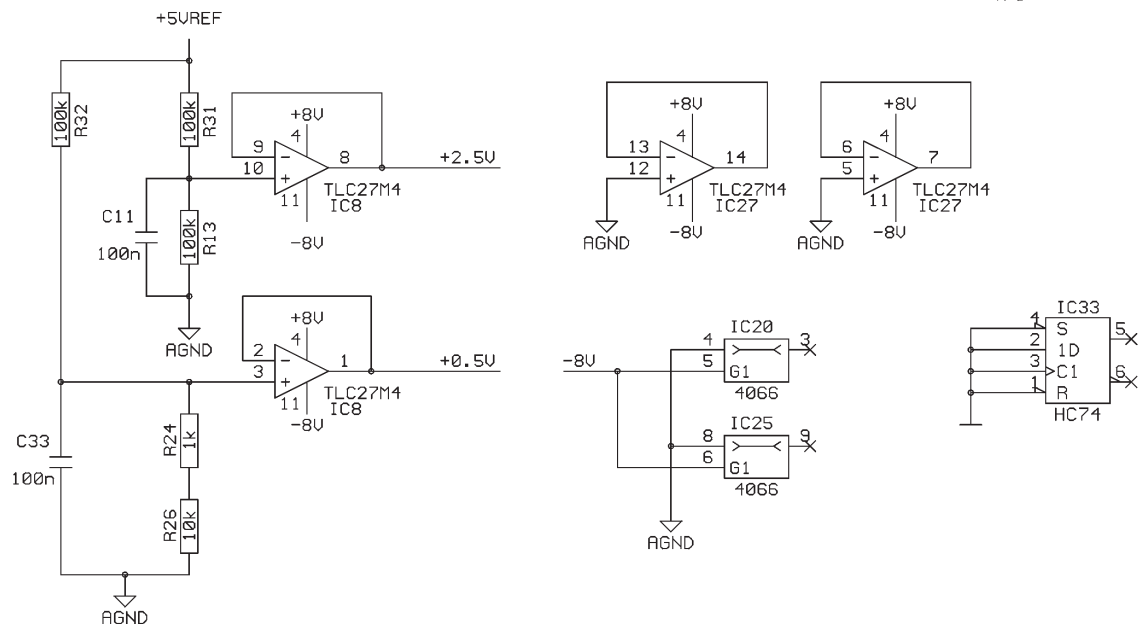 +5VREF
100k
R32
100k
R31
+8V
4
9
10
8
+2.5V
11
TLC27M4
IC8
-8V
C11
100n
100k
R13
AGND
+8V
4
2
3
1
+0.5V
11
TLC27M4
IC8
-8V
C33
100n
R24
1k
R26
10k
AGND
+8V
4
13
12
14
11
TLC27M4
IC27
-8V
AGND
+8V
4
6
5
7
11
TLC27M4
IC27
-8V
AGND
-8V
IC20
4
3
5
G1
4066
IC25
8
9
6
G1
4066
AGND
IC33
4
S
5
2
1D
3
C1
6
1
R
HC74